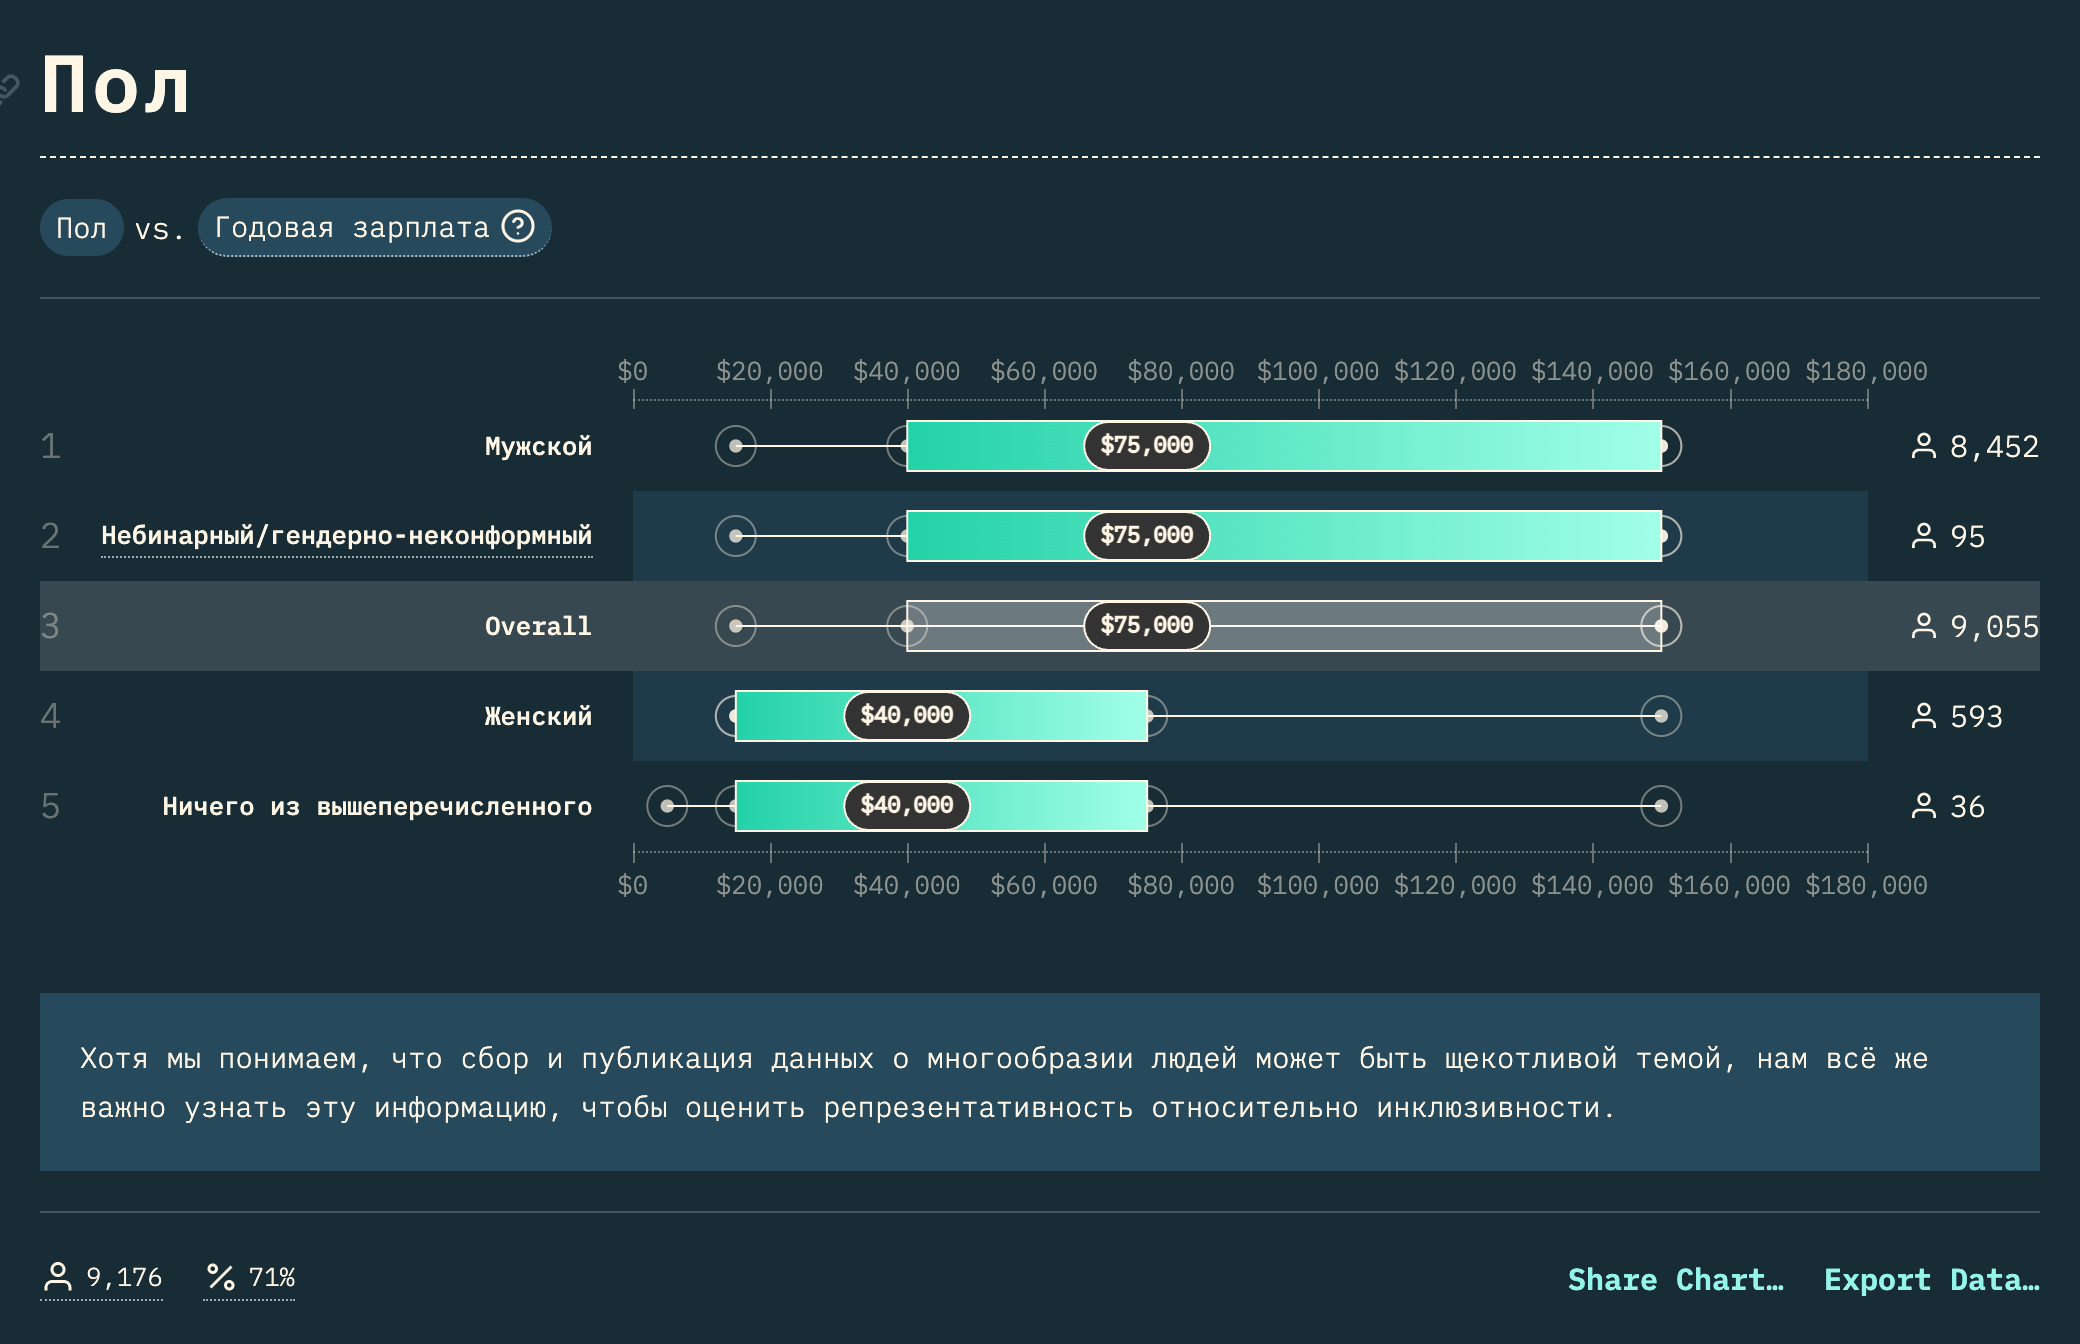 Пол
Пол vs. Годовая зарплата
$0 $20,000 $40,000 $60,000 $80,000 $100,000 $120,000 $140,000 $160,000 $180,000
1 Мужской $75,000 8,452
2 Небинарный/гендерно-неконформный $75,000 95
3 Overall $75,000 9,055
4 Женский $40,000 593
5 Ничего из вышеперечисленного $40,000 36
$0 $20,000 $40,000 $60,000 $80,000 $100,000 $120,000 $140,000 $160,000 $180,000
Хотя мы понимаем, что сбор и публикация данных о многообразии людей может быть щекотливой темой, нам всё же
важно узнать эту информацию, чтобы оценить репрезентативность относительно инклюзивности.
9,176 % 71% Share Chart… Export Data…